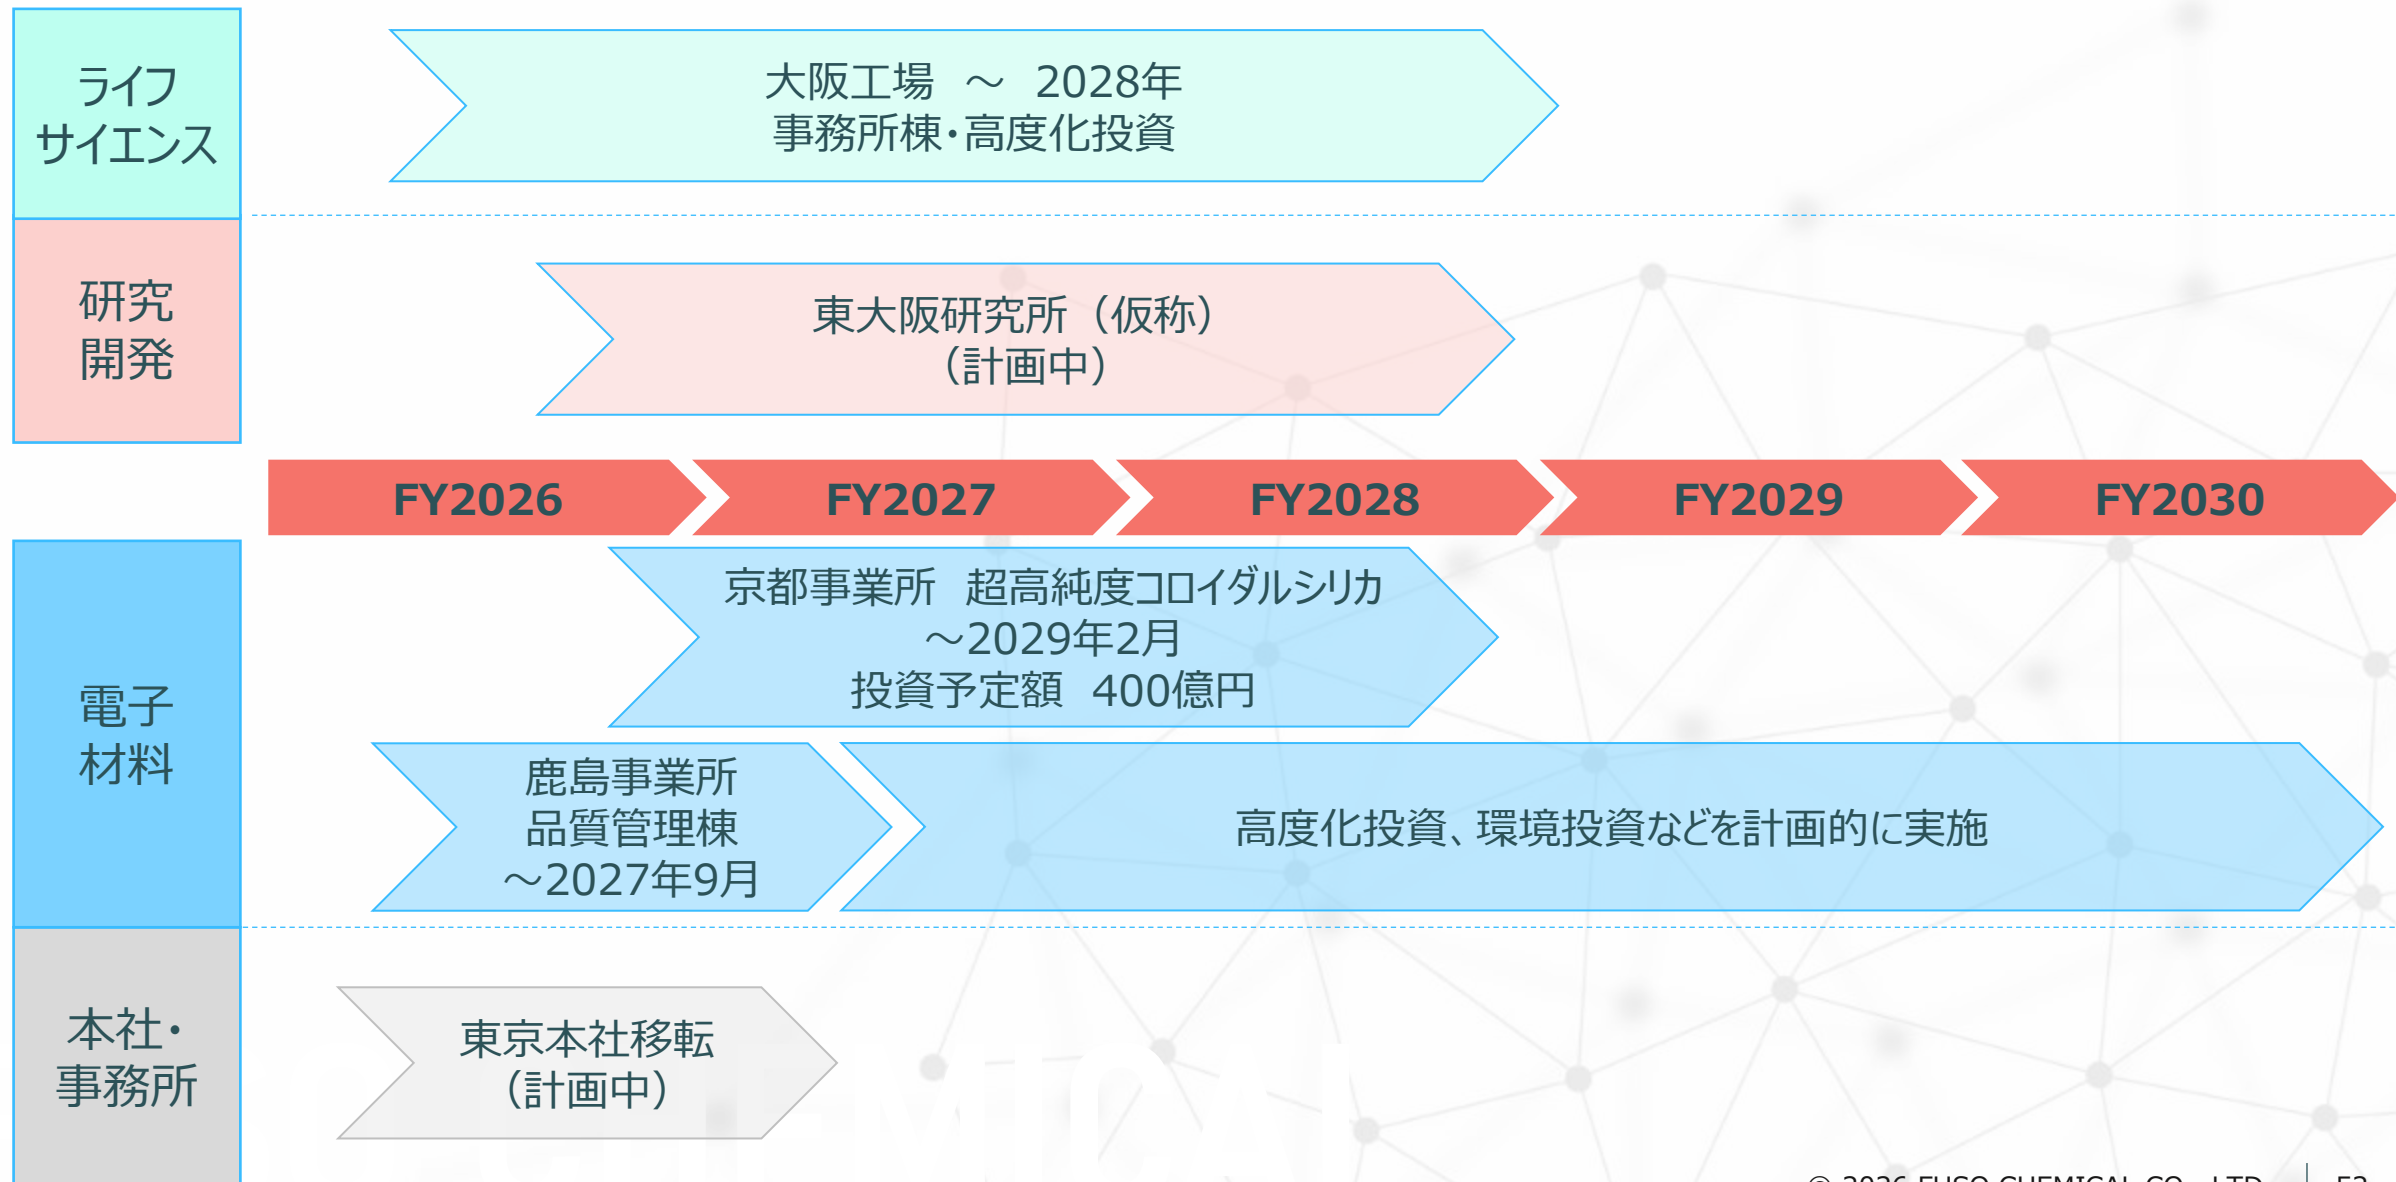 ライフ
サイエンス
大阪工場　～　2028年
事務所棟・高度化投資
研究
開発
東大阪研究所（仮称）
（計画中）
FY2026
FY2027
FY2028
FY2029
FY2030
電子
材料
京都事業所　超高純度コロイダルシリカ
～2029年2月
投資予定額　400億円
鹿島事業所
品質管理棟
～2027年9月
高度化投資、環境投資などを計画的に実施
本社・
事務所
東京本社移転
（計画中）
© 2026 FUSO CHEMICAL CO., LTD.